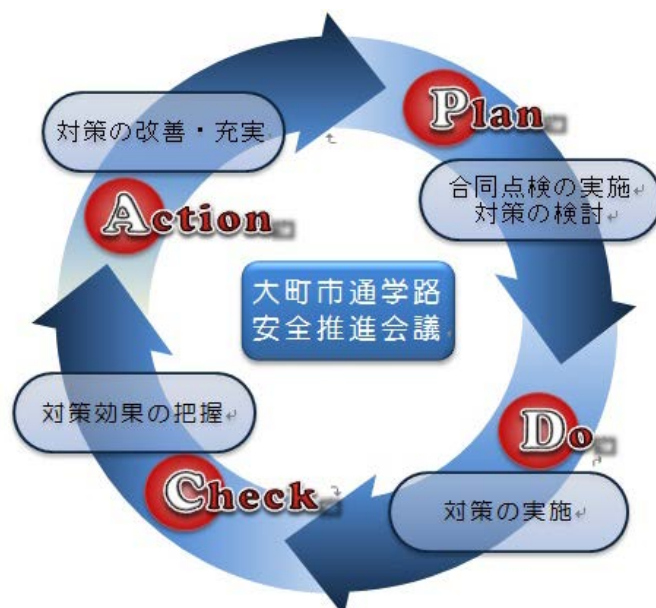 Plan
合同点検の実施
対策の検討
Do
対策の実施
Check
対策効果の把握
Action
対策の改善・充実
大町市通学路
安全推進会議